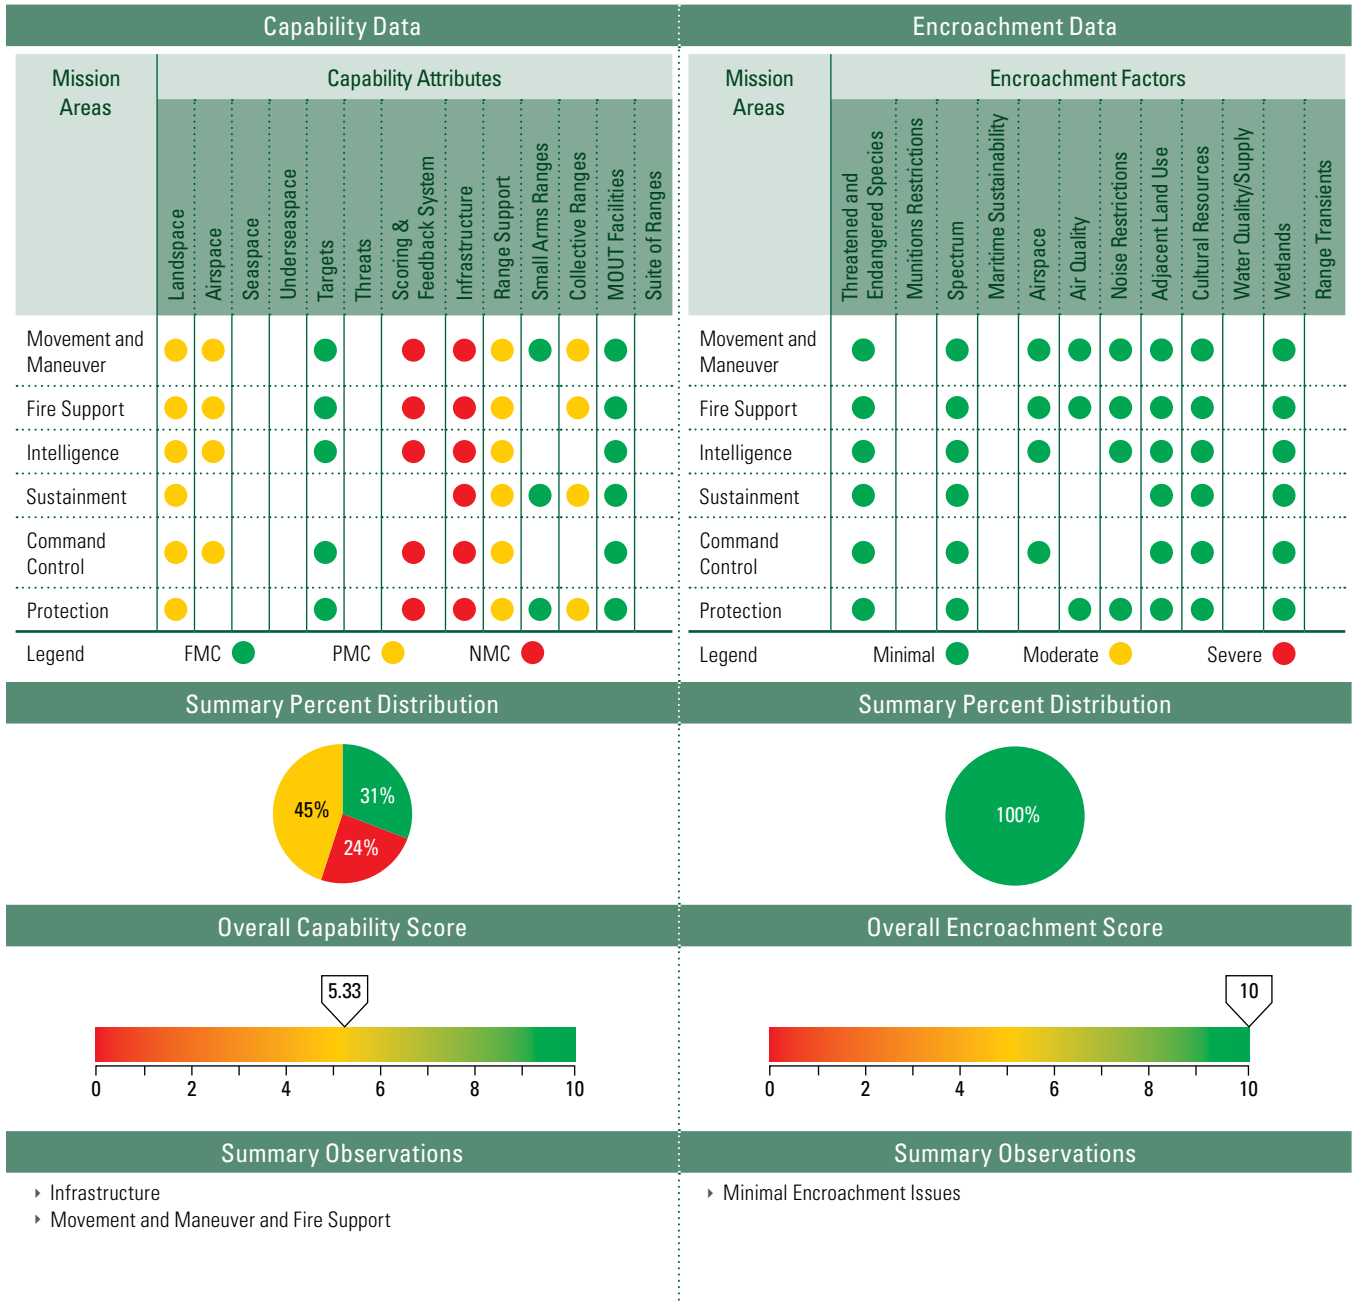 Capability Data
Mission
Areas
Capability Attributes
Landspace
Airspace
Seaspace
Underseaspace
Targets
Threats
Scoring &
Feedback System
Infrastructure
Range Support
Small Arms Ranges
Collective Ranges
MOUT Facilities
Suite of Ranges
Movement and
Maneuver
Fire Support
Intelligence
Sustainment
Command
Control
Protection
Legend FMC PMC NMC
Summary Percent Distribution
45%
31%
24%
Overall Capability Score
5.33
0 2 4 6 8 10
Summary Observations
‣ Infrastructure
‣ Movement and Maneuver and Fire Support
Encroachment Data
Mission
Areas
Encroachment Factors
Threatened and
Endangered Species
Munitions Restrictions
Spectrum
Maritime Sustainability
Airspace
Air Quality
Noise Restrictions
Adjacent Land Use
Cultural Resources
Water Quality/Supply
Wetlands
Range Transients
Movement and
Maneuver
Fire Support
Intelligence
Sustainment
Command
Control
Protection
Legend Minimal Moderate Severe
Summary Percent Distribution
100%
Overall Encroachment Score
10
0 2 4 6 8 10
Summary Observations
‣ Minimal Encroachment Issues